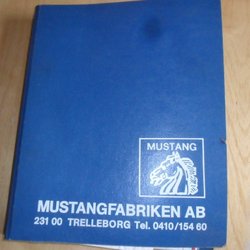 MUSTANG
MUSTANGFABRIKEN AB
231 00 TRELLEBORG Tel. 0410/154 60